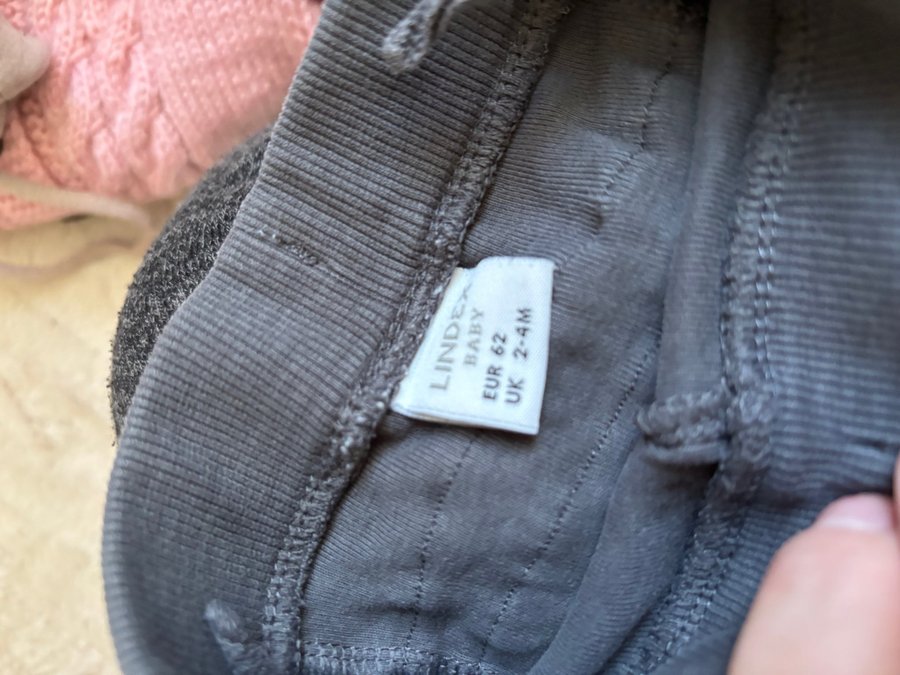 LINDEX
BABY
EUR 62
UK 2-4M